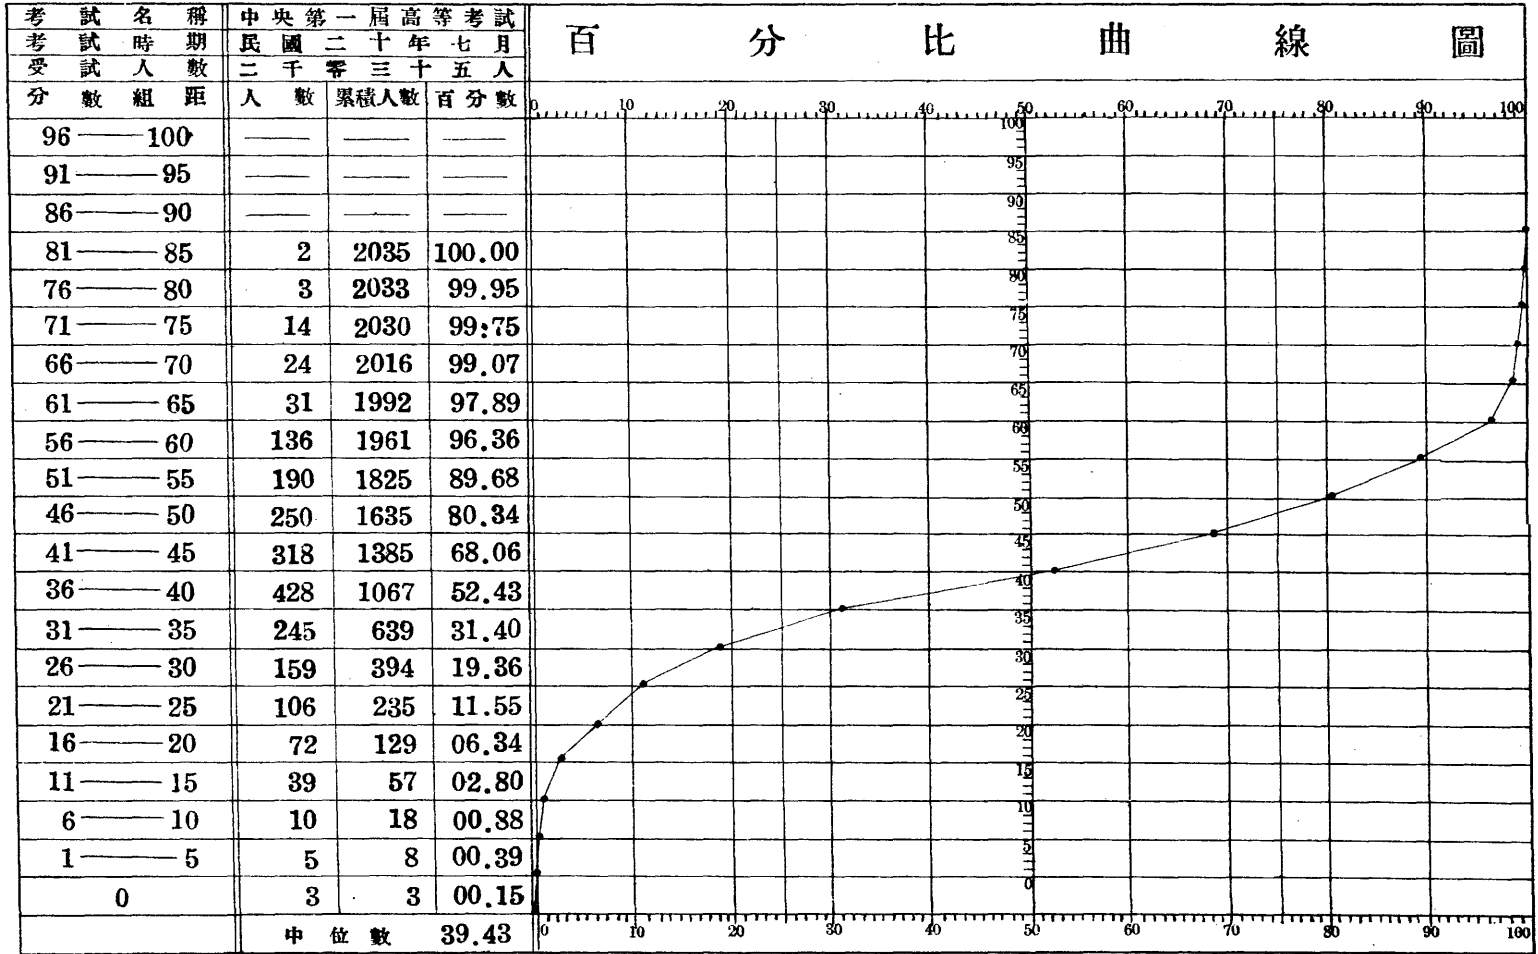 考試名稱 中央第一屆高等考試
考試時期 民國二十年七月
受試人數 二千零三十五人
百分比曲線圖
分數組距 人數 累積人數 百分數
0 10 20 30 40 50 60 70 80 90 100
96——100 —— —— ——
91——95 —— —— ——
86——90 —— —— ——
81——85 2 2035 100.00
76——80 3 2033 99.95
71——75 14 2030 99:75
66——70 24 2016 99.07
61——65 31 1992 97.89
56——60 136 1961 96.36
51——55 190 1825 89.68
46——50 250 1635 80.34
41——45 318 1385 68.06
36——40 428 1067 52.43
31——35 245 639 31.40
26——30 159 394 19.36
21——25 106 235 11.55
16——20 72 129 06.34
11——15 39 57 02.80
6——10 10 18 00.88
1——5 5 8 00.39
0 3 3 00.15
中位數 39.43
100
95
90
85
80
75
70
65
60
55
50
45
40
35
30
25
20
15
10
5
0
0 10 20 30 40 50 60 70 80 90 100